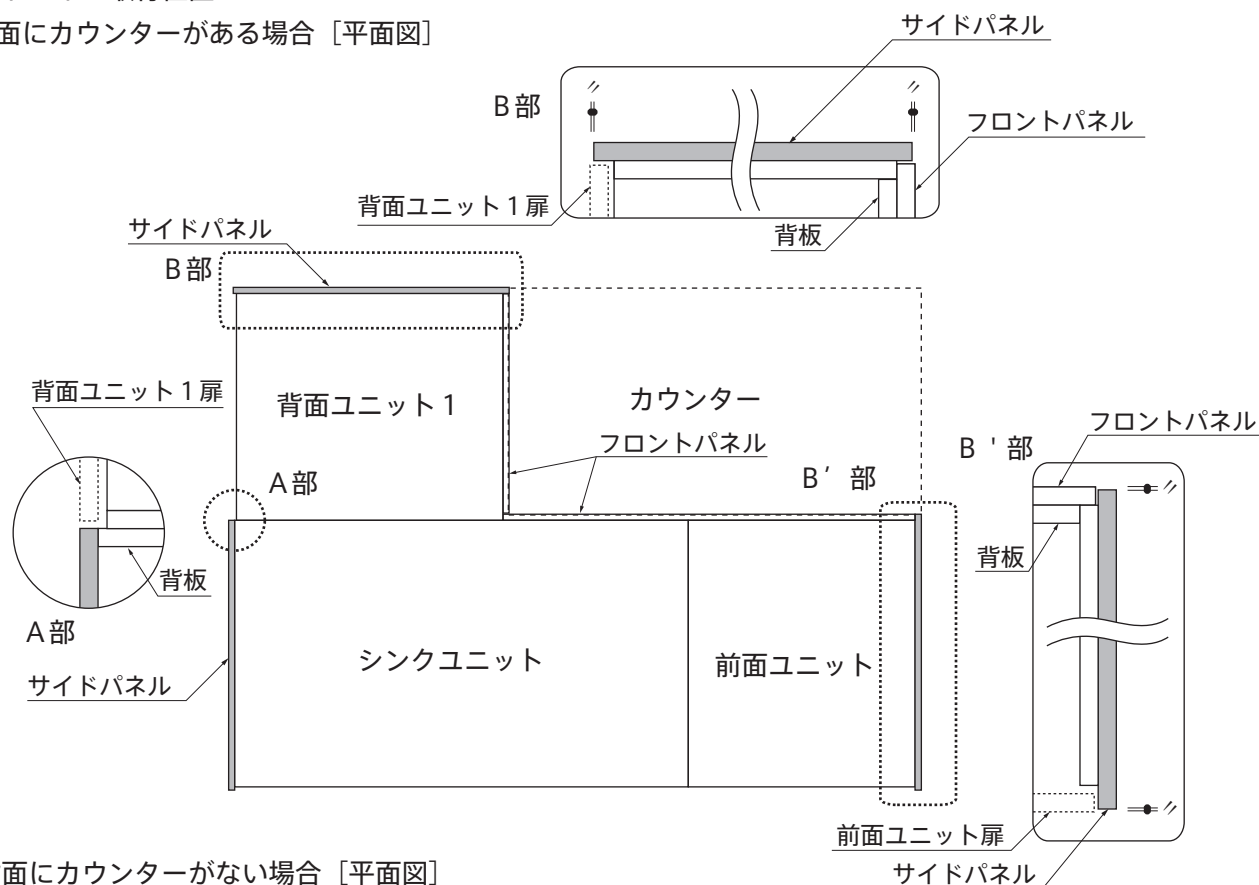 面にカウンターがある場合［平面図］
サイドパネル
B部
フロントパネル
背面ユニット1扉
背板
サイドパネル
B部
背面ユニット1扉
背面ユニット1
カウンター
フロントパネル
フロントパネル
B'部
A部
B'部
背板
背板
A部
シンクユニット
前面ユニット
サイドパネル
前面ユニット扉
サイドパネル
面にカウンターがない場合［平面図］